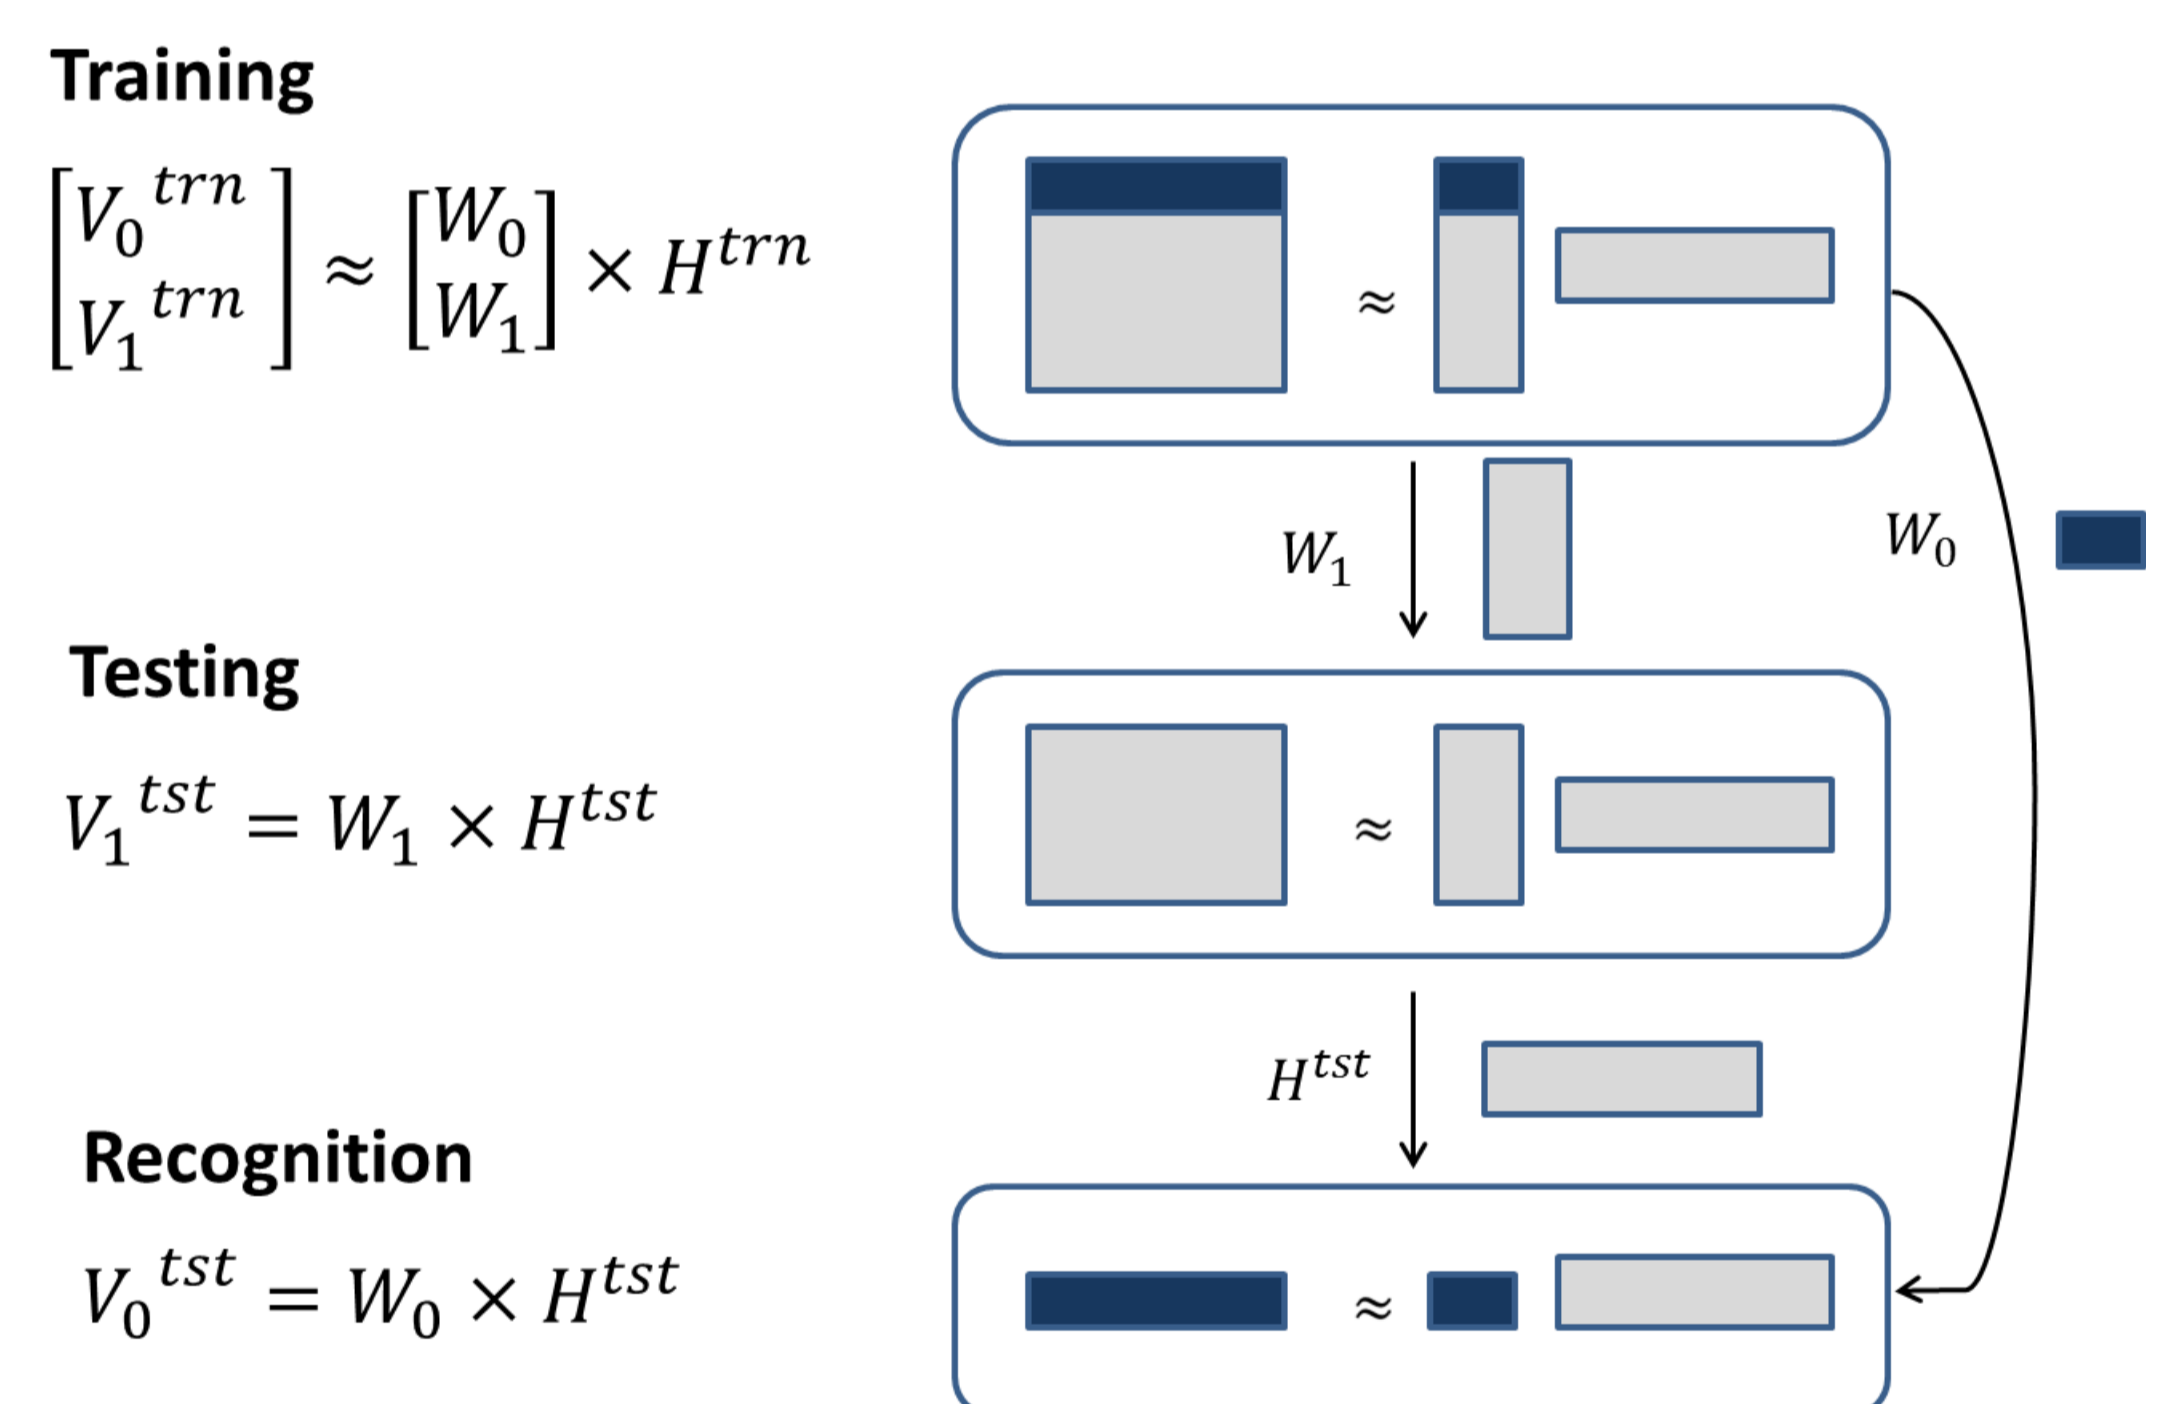 Training
[V₀ᵗʳⁿ V₁ᵗʳⁿ] ≈ [W₀ W₁] × Hᵗʳⁿ
≈
W₁
W₀
Testing
V₁ᵗˢᵗ = W₁ × Hᵗˢᵗ
≈
Hᵗˢᵗ
Recognition
V₀ᵗˢᵗ = W₀ × Hᵗˢᵗ
≈